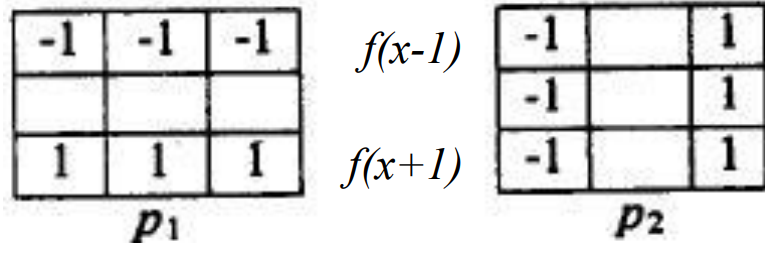 -1 -1 -1 f(x-1) -1 1
-1 1
1 1 1 f(x+1) -1 1
p1 p2